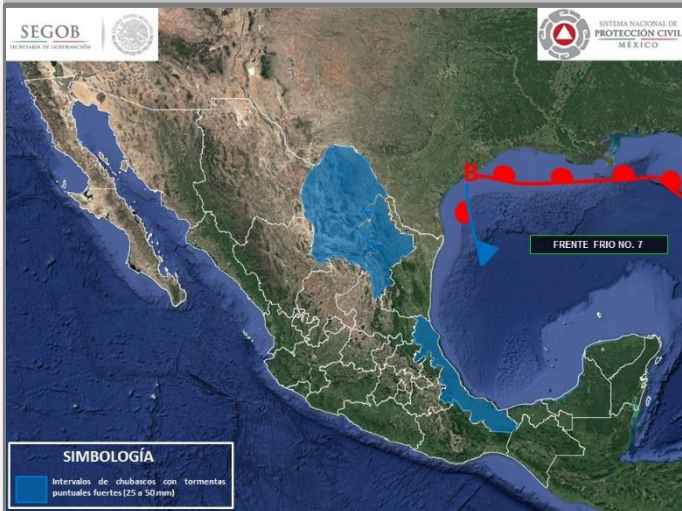 SEGOB
SECRETARÍA DE GOBERNACIÓN
SISTEMA NACIONAL DE
PROTECCIÓN CIVIL
MÉXICO
B
FRENTE FRIO NO. 7
SIMBOLOGÍA
Intervalos de chubascos con tormentas
puntuales fuertes (25 a 50 mm)